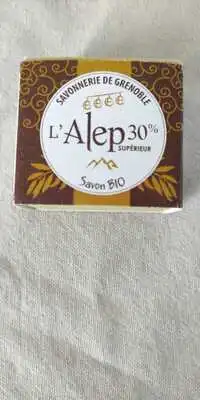 SAVONNERIE DE GRENOBLE
L'Alep 30%
SUPÉRIEUR
Savon BIO